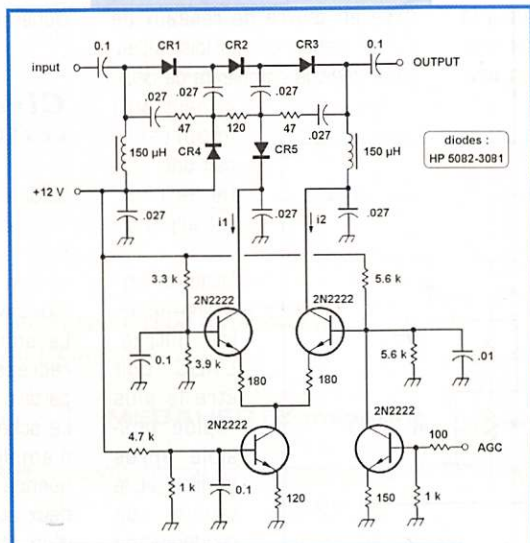 0.1
CR1
CR2
CR3
0.1
input
OUTPUT
.027
.027
.027
47
120
47
.027
150 µH
CR4
CR5
150 µH
diodes :
HP 5082-3081
+12 V
.027
.027
.027
i1
i2
3.3 k
5.6 k
2N2222
2N2222
0.1
3.9 k
5.6 k
.01
180
180
2N2222
2N2222
4.7 k
100
AGC
1 k
0.1
120
150
1 k